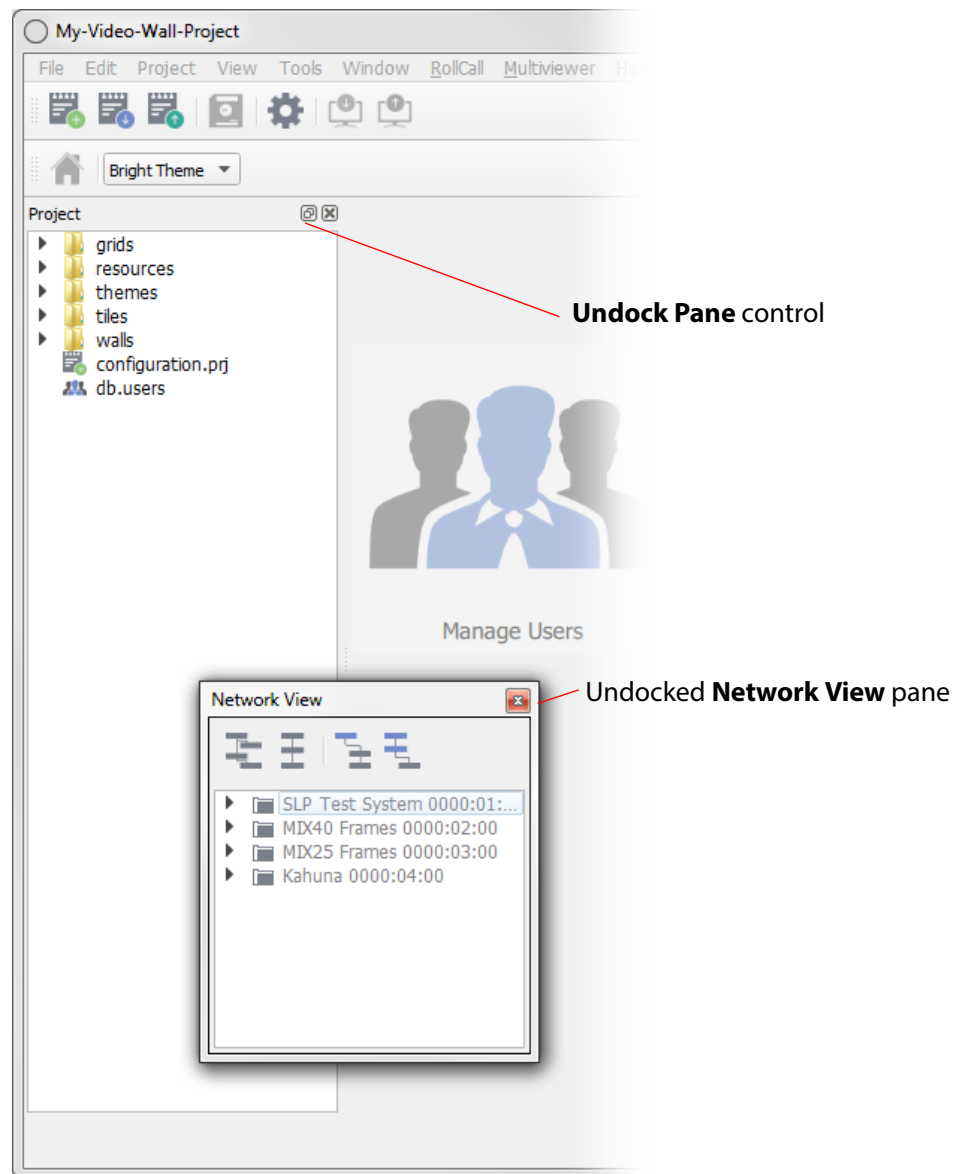 My-Video-Wall-Project
File Edit Project View Tools Window RollCall Multiviewer
Bright Theme
Project
grids
resources
themes
tiles
walls
configuration.prj
db.users
Undock Pane control
Manage Users
Undocked Network View pane
Network View
SLP Test System 0000:01:...
MIX40 Frames 0000:02:00
MIX25 Frames 0000:03:00
Kahuna 0000:04:00